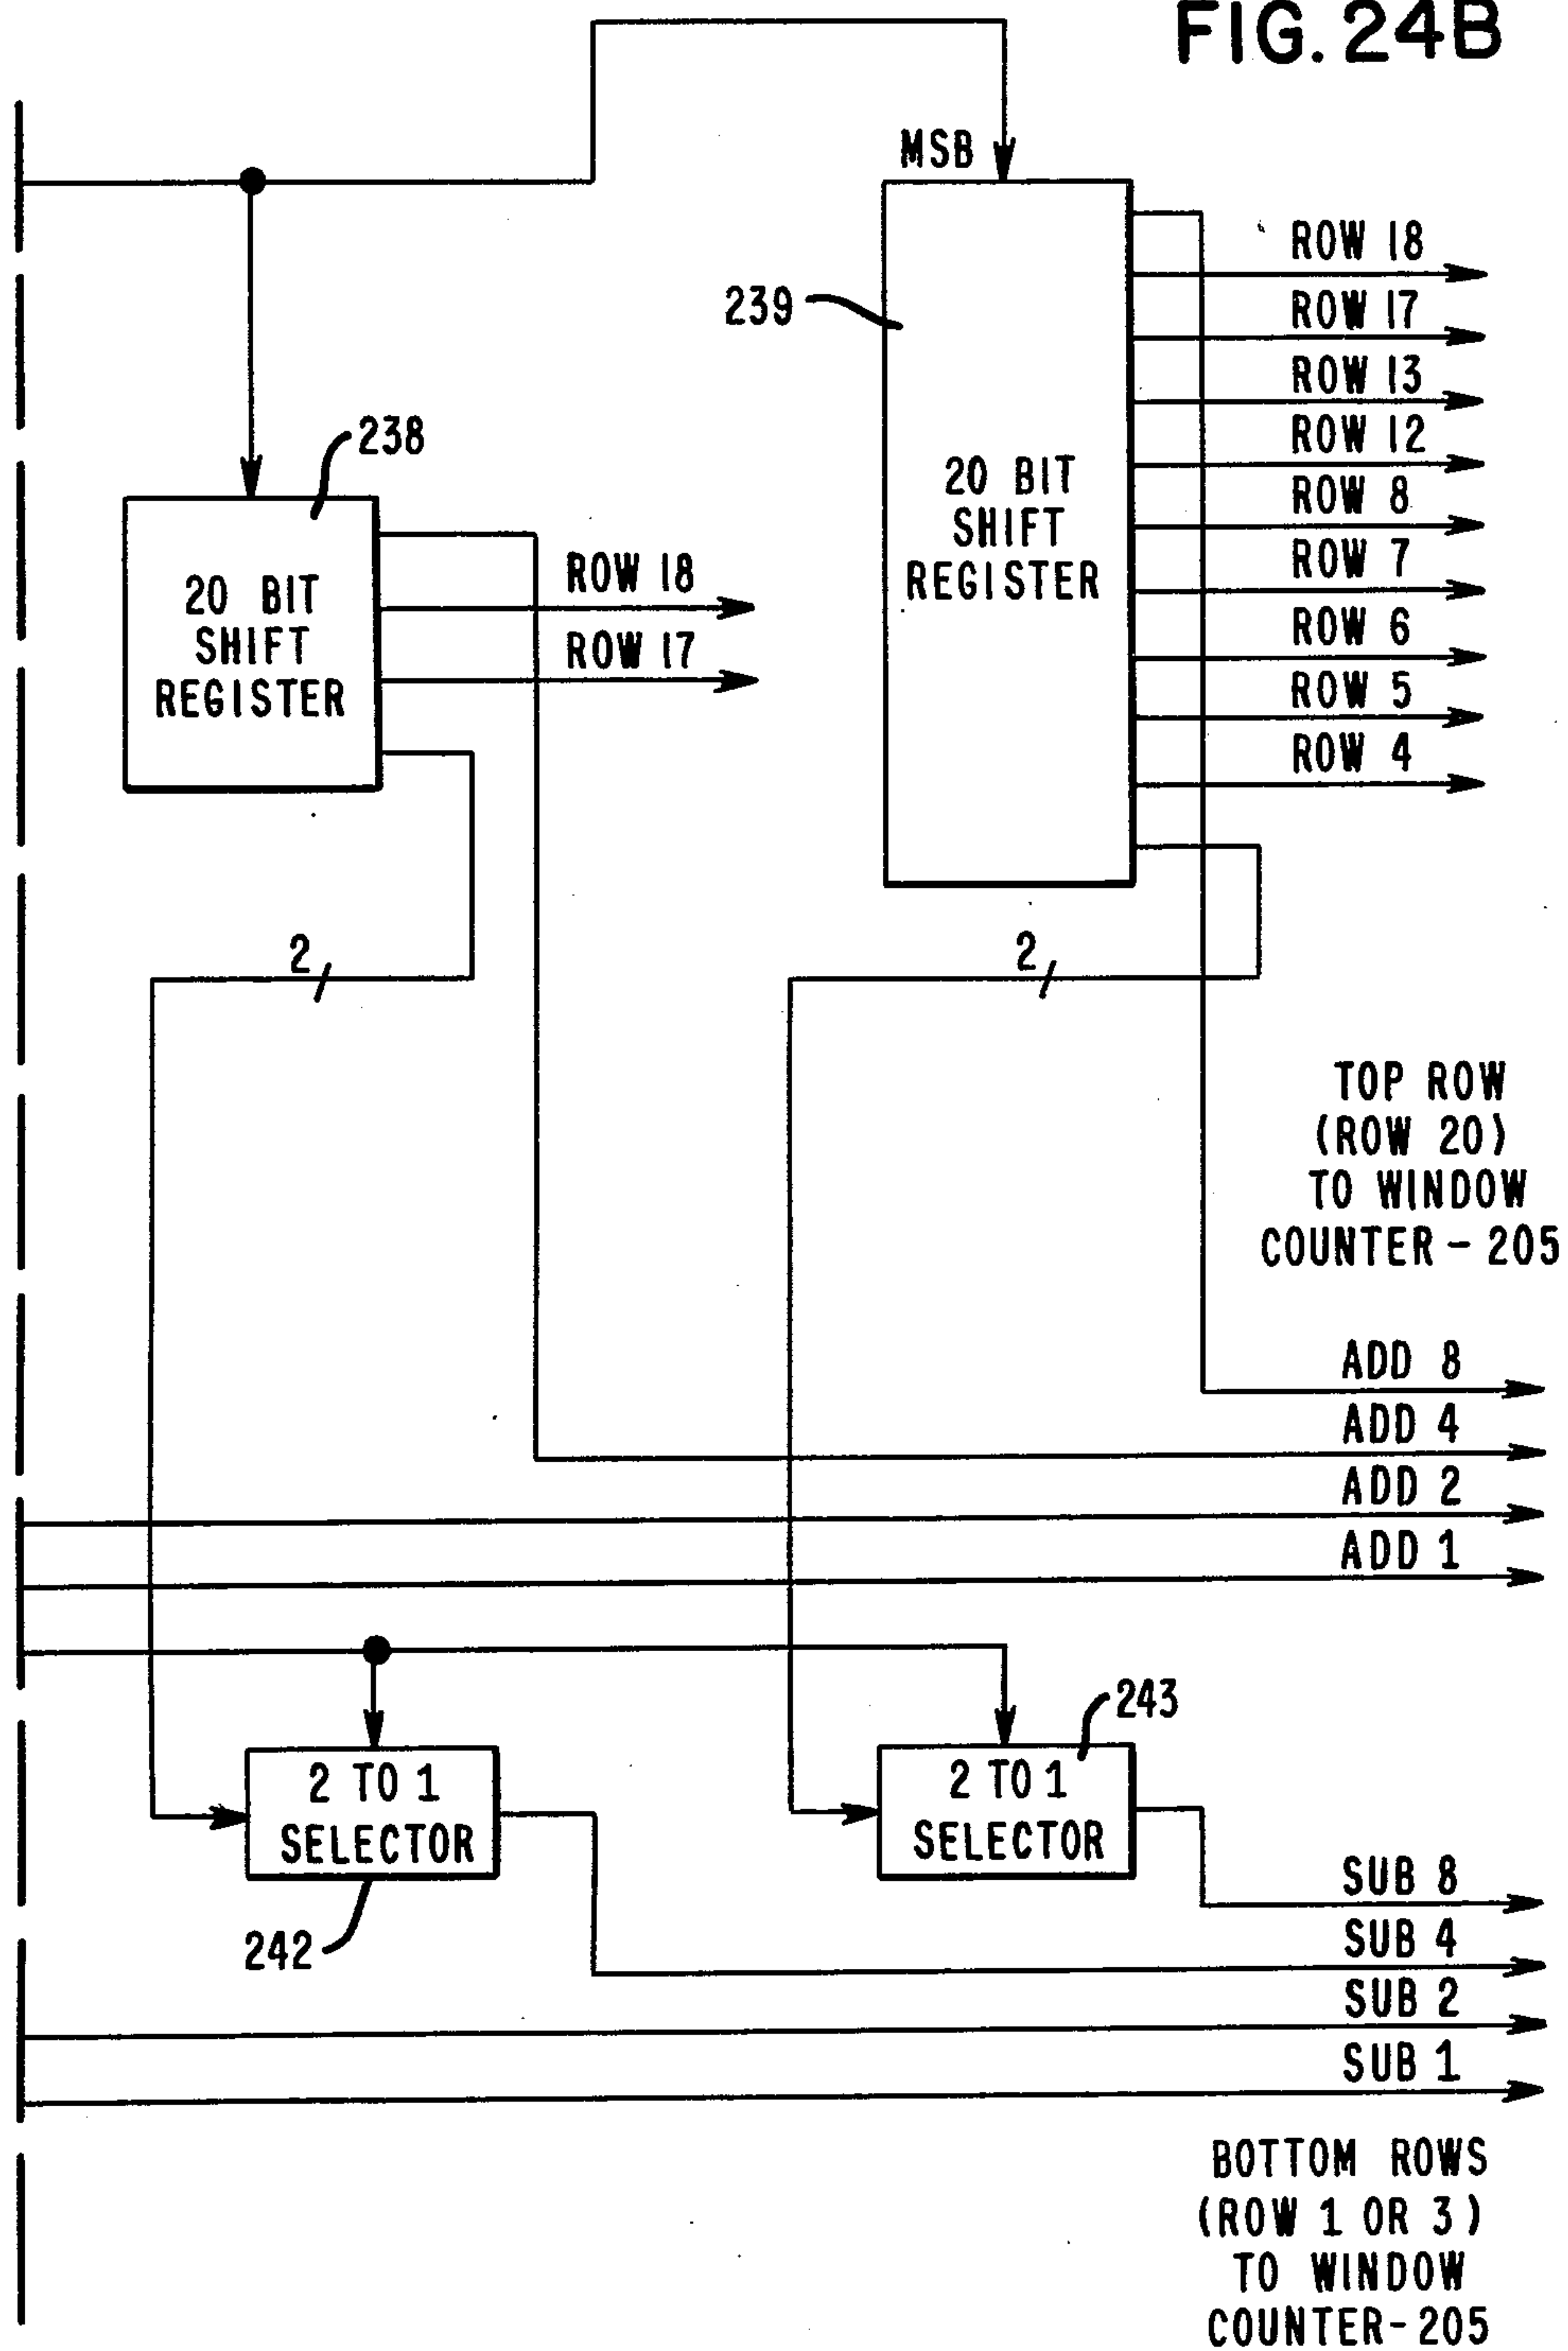 FIG. 24B
MSB
239
20 BIT
SHIFT
REGISTER
ROW 18
ROW 17
ROW 13
ROW 12
ROW 8
ROW 7
ROW 6
ROW 5
ROW 4
238
20 BIT
SHIFT
REGISTER
ROW 18
ROW 17
2
2
TOP ROW
(ROW 20)
TO WINDOW
COUNTER - 205
ADD 8
ADD 4
ADD 2
ADD 1
2 TO 1
SELECTOR
242
243
2 TO 1
SELECTOR
SUB 8
SUB 4
SUB 2
SUB 1
BOTTOM ROWS
(ROW 1 OR 3)
TO WINDOW
COUNTER-205